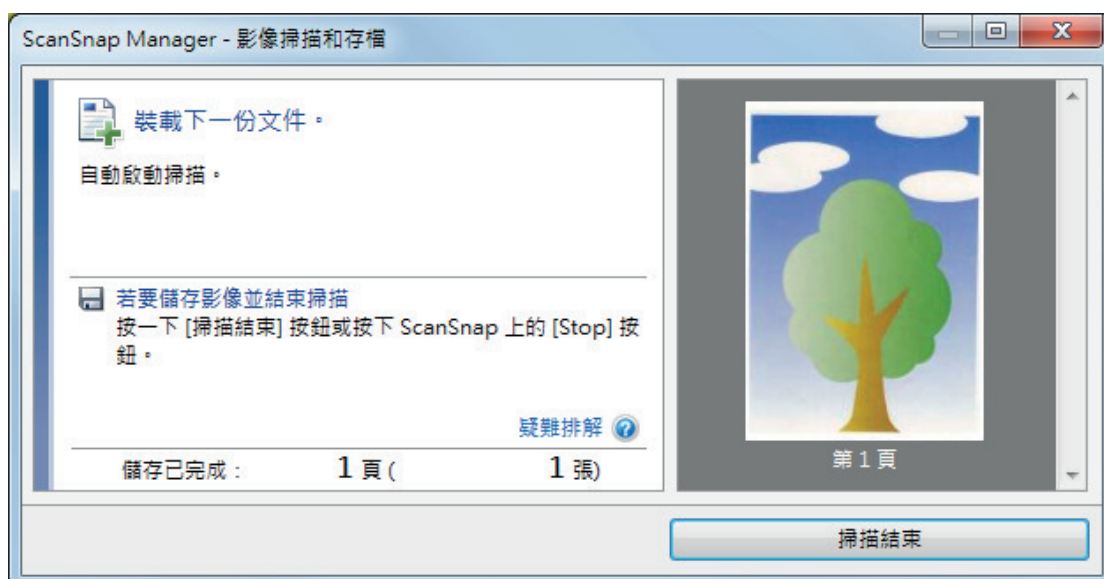 ScanSnap Manager - 影像掃描和存檔
裝載下一份文件。
自動啟動掃描。
若要儲存影像並結束掃描
按一下 [掃描結束] 按鈕或按下 ScanSnap 上的 [Stop] 按
鈕。
疑難排解
儲存已完成: 1 頁 ( 1 張)
第 1 頁
掃描結束